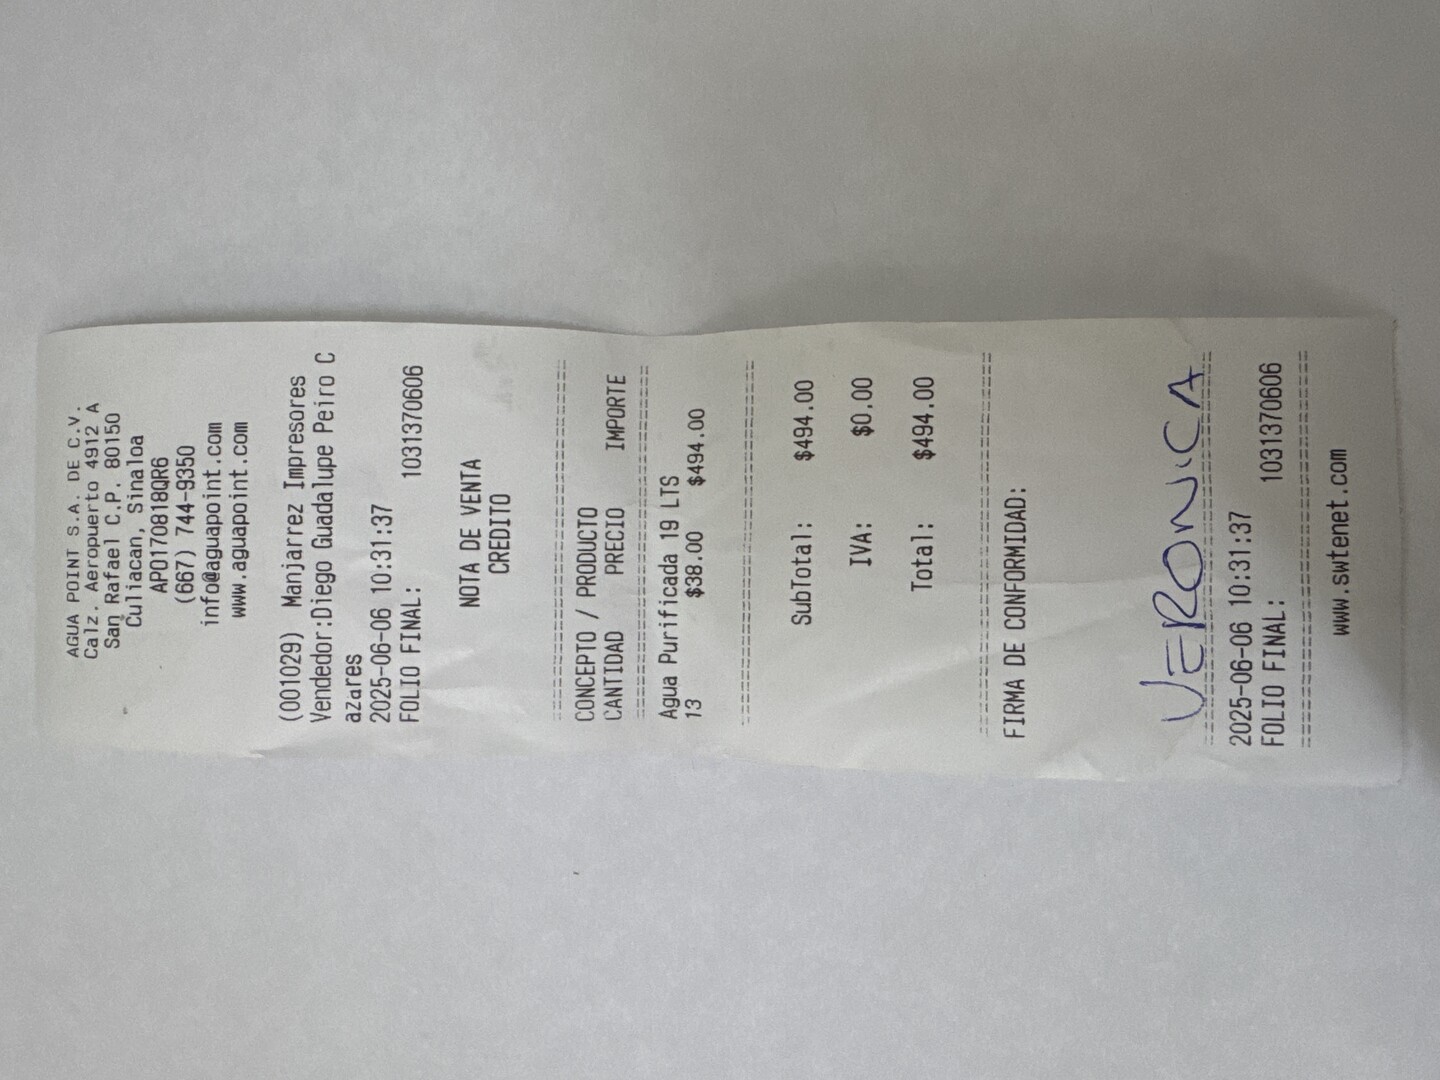 AGUA POINT S.A. DE C.V.
Calz. Aeropuerto 4912 A
San Rafael C.P. 80150
Culiacan, Sinaloa
APO170818QR6
(667) 744-9350
info@aguapoint.com
www.aguapoint.com
(001029) Manjarrez Impresores
Vendedor:Diego Guadalupe Peiro C
azares
2025-06-06 10:31:37
FOLIO FINAL: 1031370606
NOTA DE VENTA
CREDITO
CONCEPTO / PRODUCTO
CANTIDAD PRECIO IMPORTE
Agua Purificada 19 LTS
13 $38.00 $494.00
SubTotal: $494.00
IVA: $0.00
Total: $494.00
FIRMA DE CONFORMIDAD:
VERONICA
2025-06-06 10:31:37
FOLIO FINAL: 1031370606
www.swtenet.com